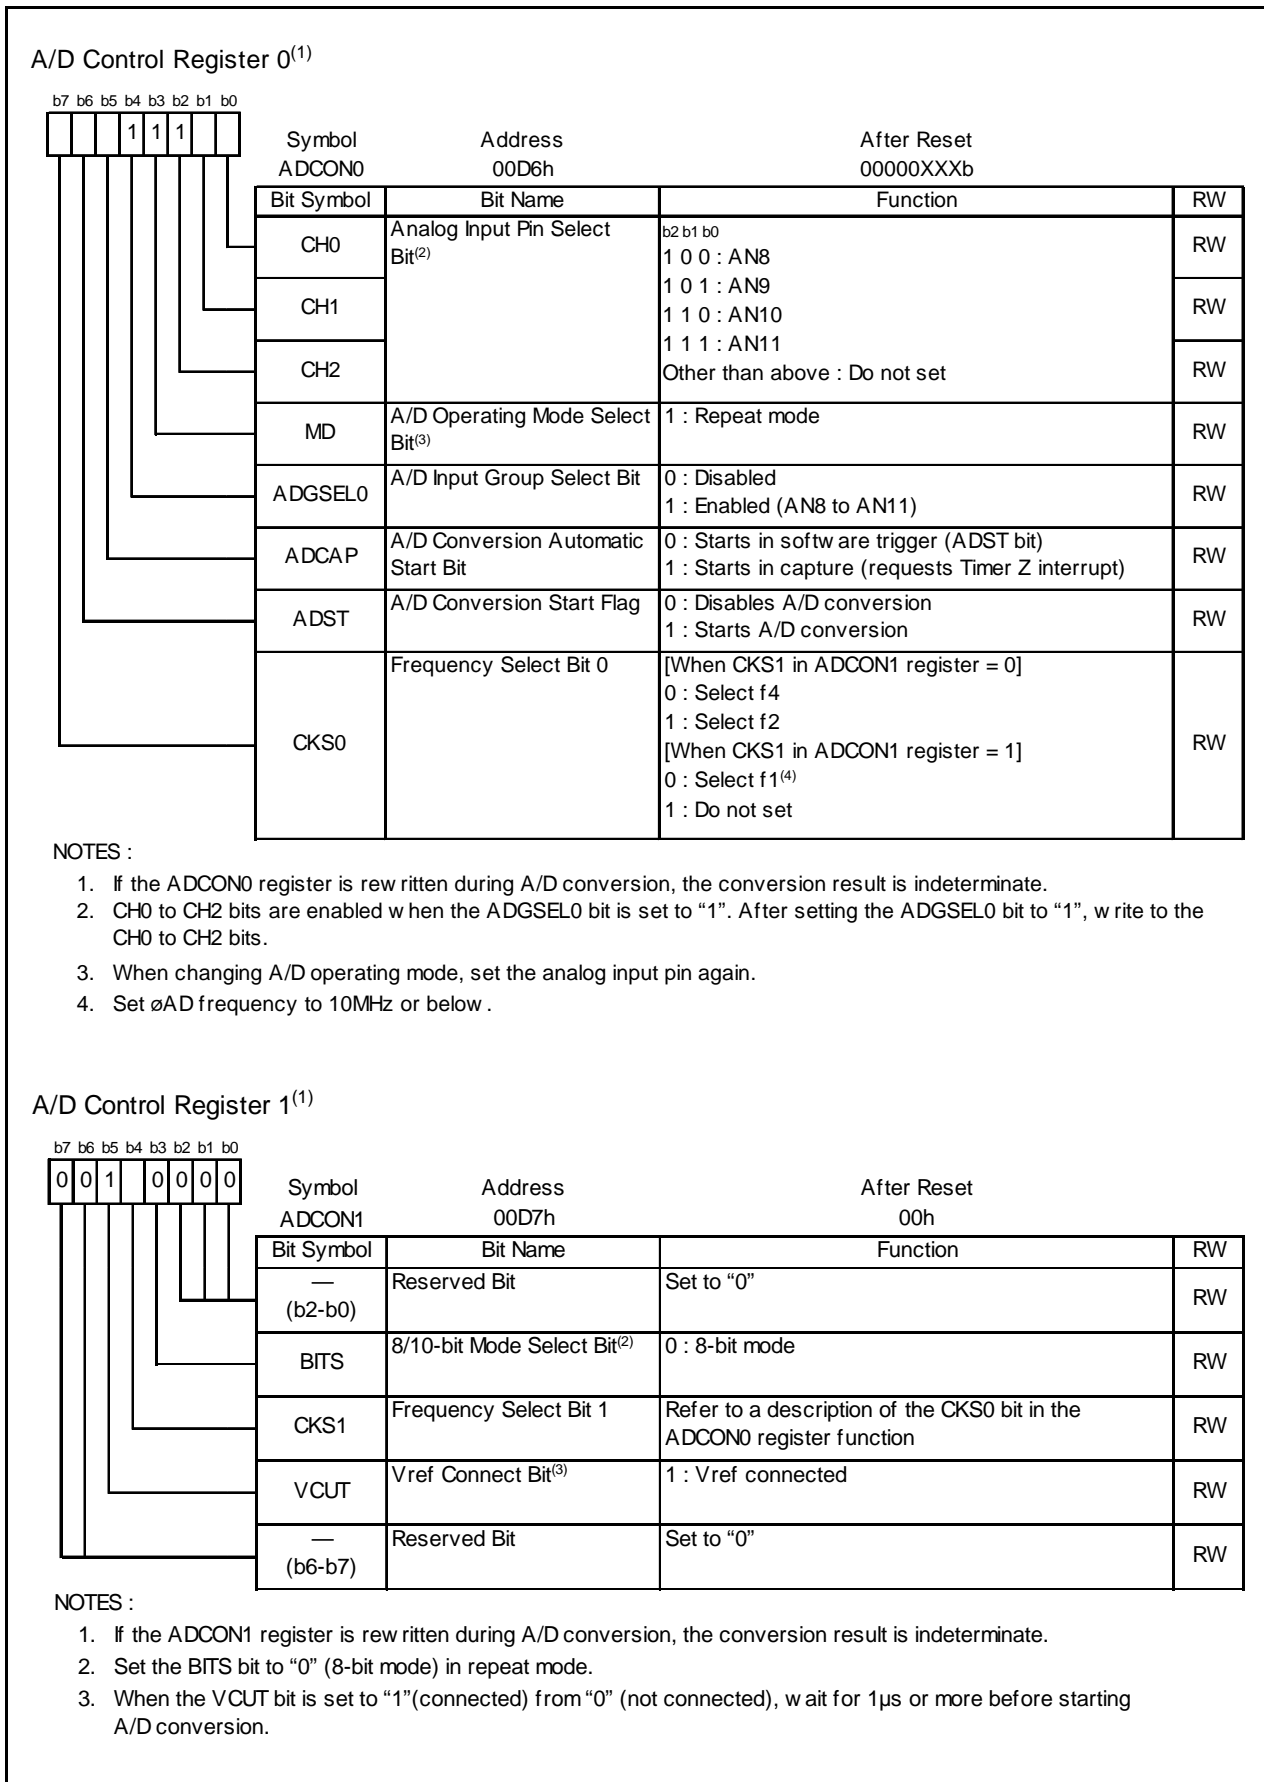 A/D Control Register 0(1)
b7 b6 b5 b4 b3 b2 b1 b0
1 1 1
Symbol Address After Reset
ADCON0 00D6h 00000XXXb
Bit Symbol Bit Name Function RW
CH0 Analog Input Pin Select Bit(2) b2 b1 b0 RW
1 0 0 : AN8
CH1 1 0 1 : AN9 RW
1 1 0 : AN10
CH2 1 1 1 : AN11 RW
Other than above : Do not set
MD A/D Operating Mode Select Bit(3) 1 : Repeat mode RW
ADGSEL0 A/D Input Group Select Bit 0 : Disabled RW
1 : Enabled (AN8 to AN11)
ADCAP A/D Conversion Automatic Start Bit 0 : Starts in software trigger (ADST bit) RW
1 : Starts in capture (requests Timer Z interrupt)
ADST A/D Conversion Start Flag 0 : Disables A/D conversion RW
1 : Starts A/D conversion
CKS0 Frequency Select Bit 0 [When CKS1 in ADCON1 register = 0] RW
0 : Select f4
1 : Select f2
[When CKS1 in ADCON1 register = 1]
0 : Select f1(4)
1 : Do not set
NOTES :
1. If the ADCON0 register is rewritten during A/D conversion, the conversion result is indeterminate.
2. CH0 to CH2 bits are enabled when the ADGSEL0 bit is set to “1”. After setting the ADGSEL0 bit to “1”, write to the
CH0 to CH2 bits.
3. When changing A/D operating mode, set the analog input pin again.
4. Set øAD frequency to 10MHz or below.
A/D Control Register 1(1)
b7 b6 b5 b4 b3 b2 b1 b0
0 0 1 0 0 0 0
Symbol Address After Reset
ADCON1 00D7h 00h
Bit Symbol Bit Name Function RW
— (b2-b0) Reserved Bit Set to “0” RW
BITS 8/10-bit Mode Select Bit(2) 0 : 8-bit mode RW
CKS1 Frequency Select Bit 1 Refer to a description of the CKS0 bit in the RW
ADCON0 register function
VCUT Vref Connect Bit(3) 1 : Vref connected RW
— (b6-b7) Reserved Bit Set to “0” RW
NOTES :
1. If the ADCON1 register is rewritten during A/D conversion, the conversion result is indeterminate.
2. Set the BITS bit to “0” (8-bit mode) in repeat mode.
3. When the VCUT bit is set to “1”(connected) from “0” (not connected), wait for 1µs or more before starting
A/D conversion.